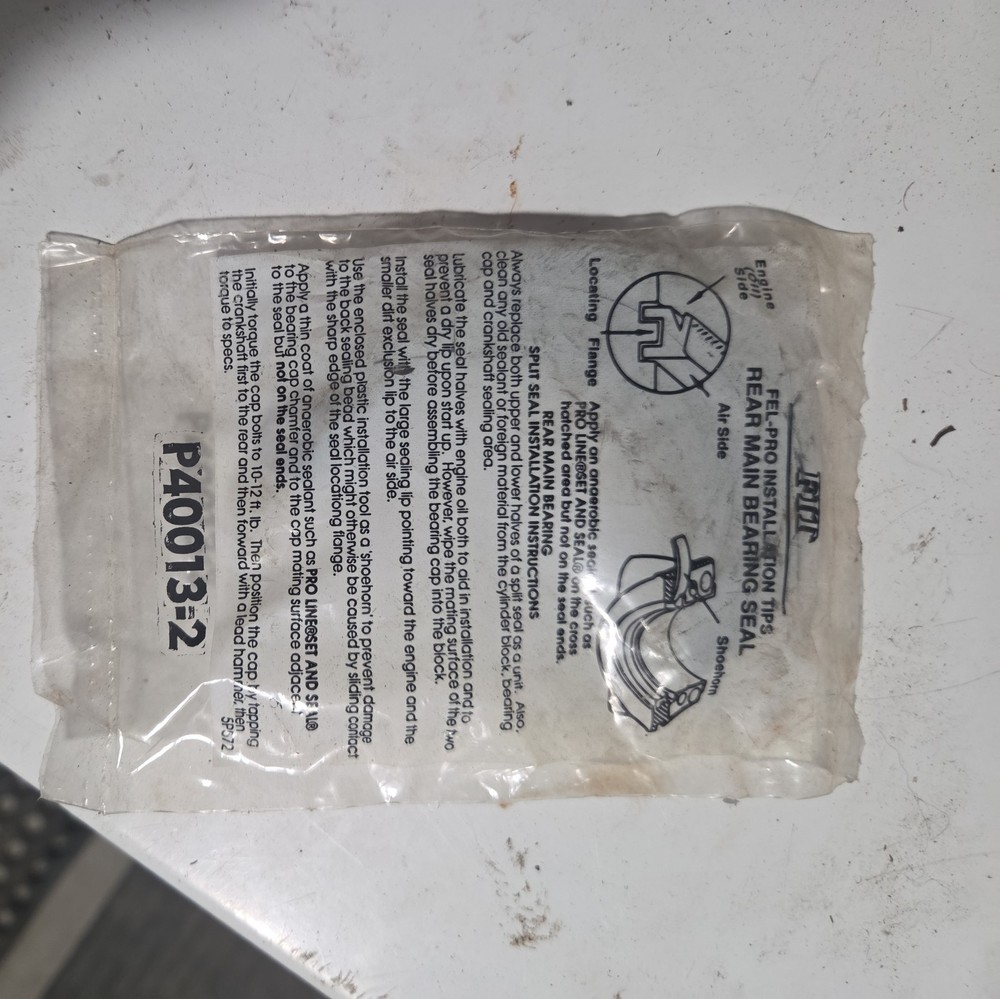 FEL-PRO INSTALLATION TIPS
REAR MAIN BEARING SEAL
Engine
(Oil)
Side
Air Side
Shoehorn
Locating Flange
Apply an anaerobic such as
PRO LINE®SET AND SEAL® on the cross
hatched area but not on the seal ends.
REAR MAIN BEARING
SPLIT SEAL INSTALLATION INSTRUCTIONS
Always replace both upper and lower halves of a split seal as a unit. Also,
clean any old sealant or foreign material from the cylinder block, bearing
cap and crankshaft sealing area.
Lubricate the seal halves with engine oil both to aid in installation and to
prevent a dry lip upon start up. However, wipe the mating surface of the two
seal halves dry before assembling the bearing cap into the block.
Install the seal with the large sealing lip pointing toward the engine and the
smaller dirt exclusion lip to the air side.
Use the enclosed plastic installation tool as a 'shoehorn' to prevent damage
to the back sealing bead which might otherwise be caused by sliding contact
with the sharp edge of the seal locationg flange.
Apply a thin coat of anaerobic sealant such as PRO LINE®SET AND SEAL®
to the bearing cap chamfer and to the cap mating surface adjacent
to the seal but not on the seal ends.
Initially torque the cap bolts to 10-12 ft. lb. Then position the cap by tapping
the crankshaft first to the rear and then forward with a lead hammer, then
torque to specs.
SP572
P40013-2